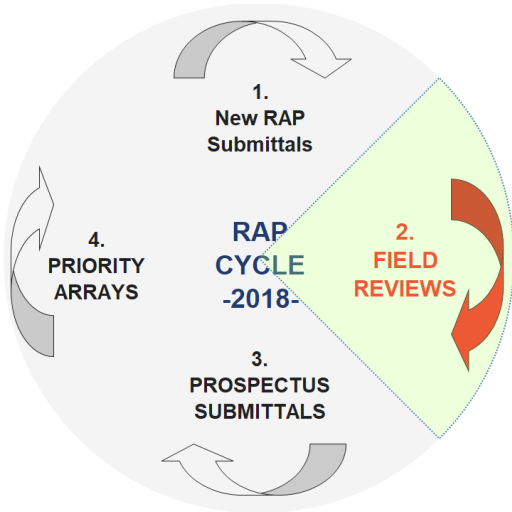 1.
New RAP
Submittals
RAP
CYCLE
-2018-
2.
FIELD
REVIEWS
3.
PROSPECTUS
SUBMITTALS
4.
PRIORITY
ARRAYS